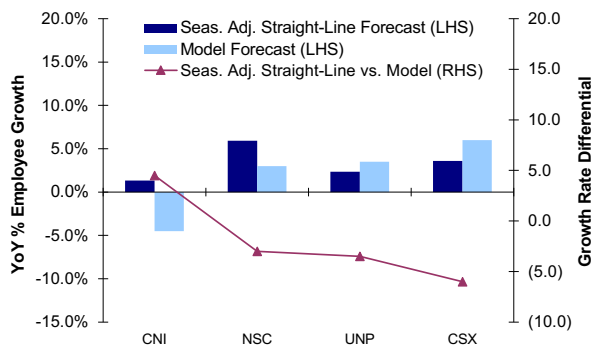 Seas. Adj. Straight-Line Forecast (LHS)
Model Forecast (LHS)
Seas. Adj. Straight-Line vs. Model (RHS)
YoY % Employee Growth
20.0%
15.0%
10.0%
5.0%
0.0%
-5.0%
-10.0%
-15.0%
20.0
15.0
10.0
5.0
0.0
(5.0)
(10.0)
Growth Rate Differential
CNI NSC UNP CSX